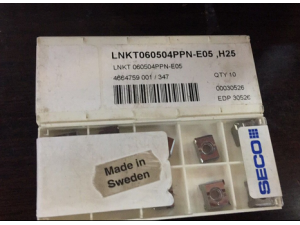 LNKT060504PPN-E05 ,H25
LNKT 060504PPN-E05
4664759 001 / 347
QTY 10
00030526
EDP 30526
Made in
Sweden
SECO